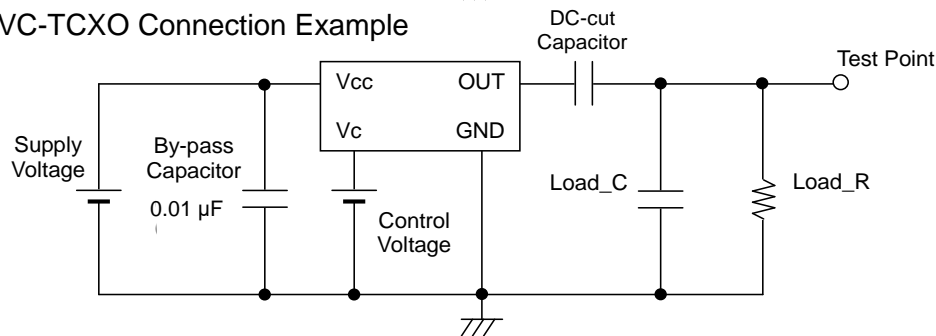 VC-TCXO Connection Example
DC-cut
Capacitor
Test Point
Vcc
OUT
Vc
GND
Supply
Voltage
By-pass
Capacitor
0.01 µF
Control
Voltage
Load_C
Load_R